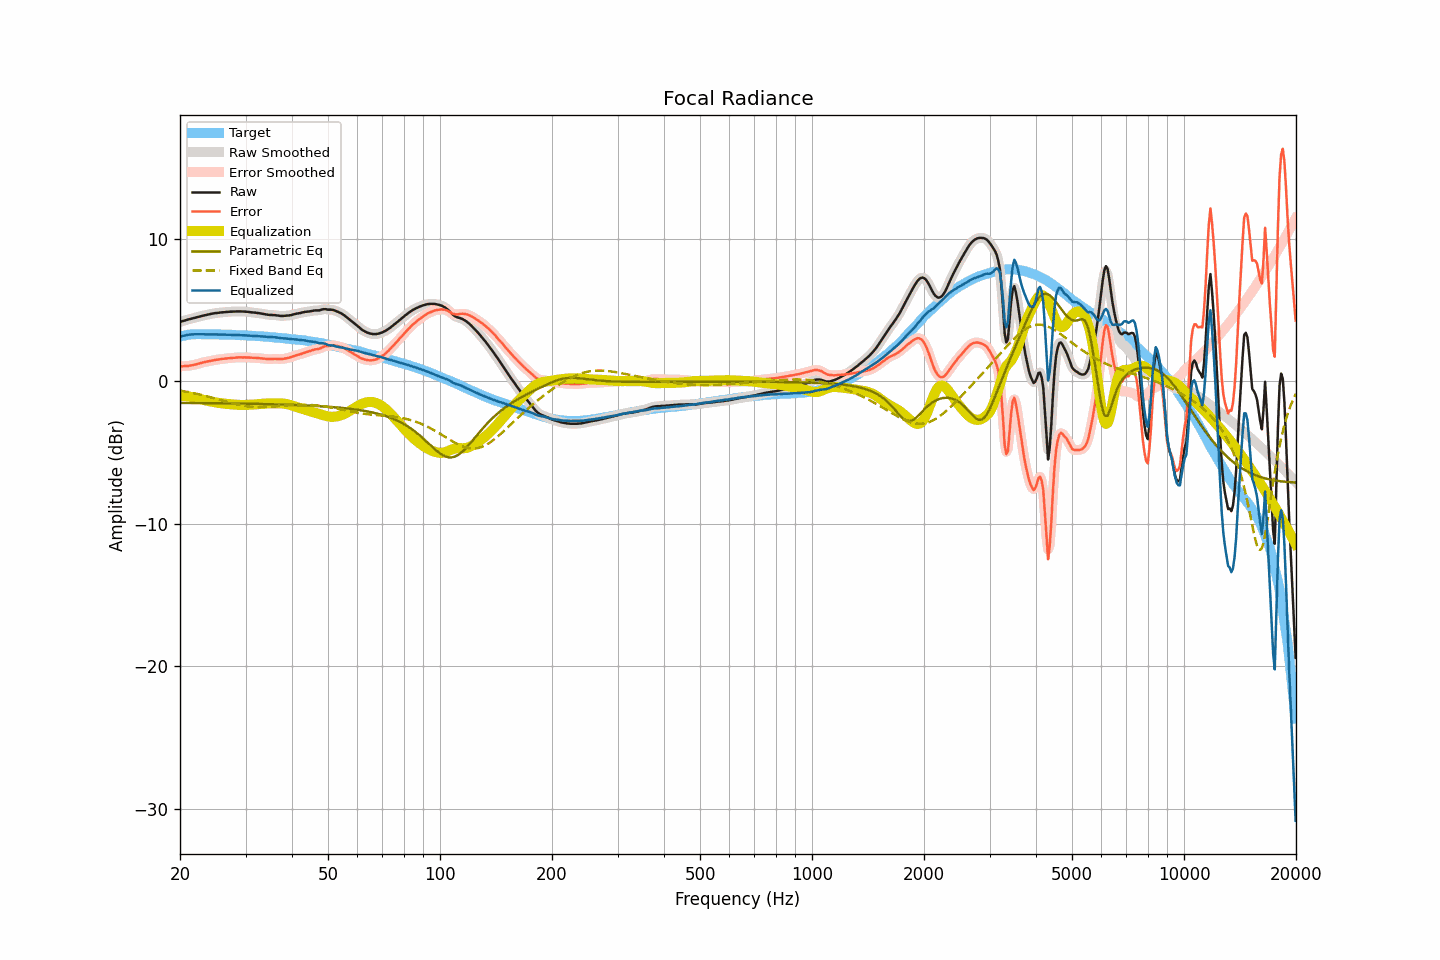 Focal Radiance
Target
Raw Smoothed
Error Smoothed
Raw
Error
Equalization
Parametric Eq
Fixed Band Eq
Equalized
10
0
−10
−20
−30
Amplitude (dBr)
20 50 100 200 500 1000 2000 5000 10000 20000
Frequency (Hz)